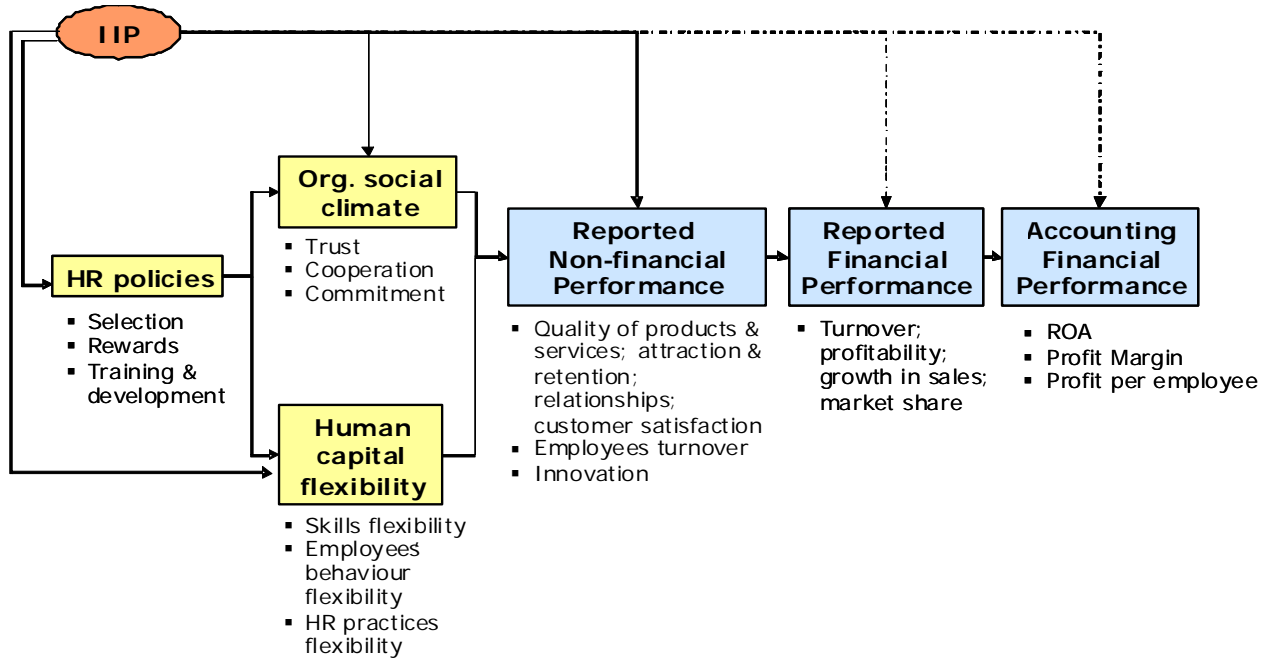 IIP
Org. social
climate
▪ Trust
▪ Cooperation
▪ Commitment
HR policies
▪ Selection
▪ Rewards
▪ Training &
development
Human
capital
flexibility
▪ Skills flexibility
▪ Employees'
behaviour
flexibility
▪ HR practices
flexibility
Reported
Non-financial
Performance
▪ Quality of products &
services; attraction &
retention;
relationships;
customer satisfaction
▪ Employees turnover
▪ Innovation
Reported
Financial
Performance
▪ Turnover;
profitability;
growth in sales;
market share
Accounting
Financial
Performance
▪ ROA
▪ Profit Margin
▪ Profit per employee